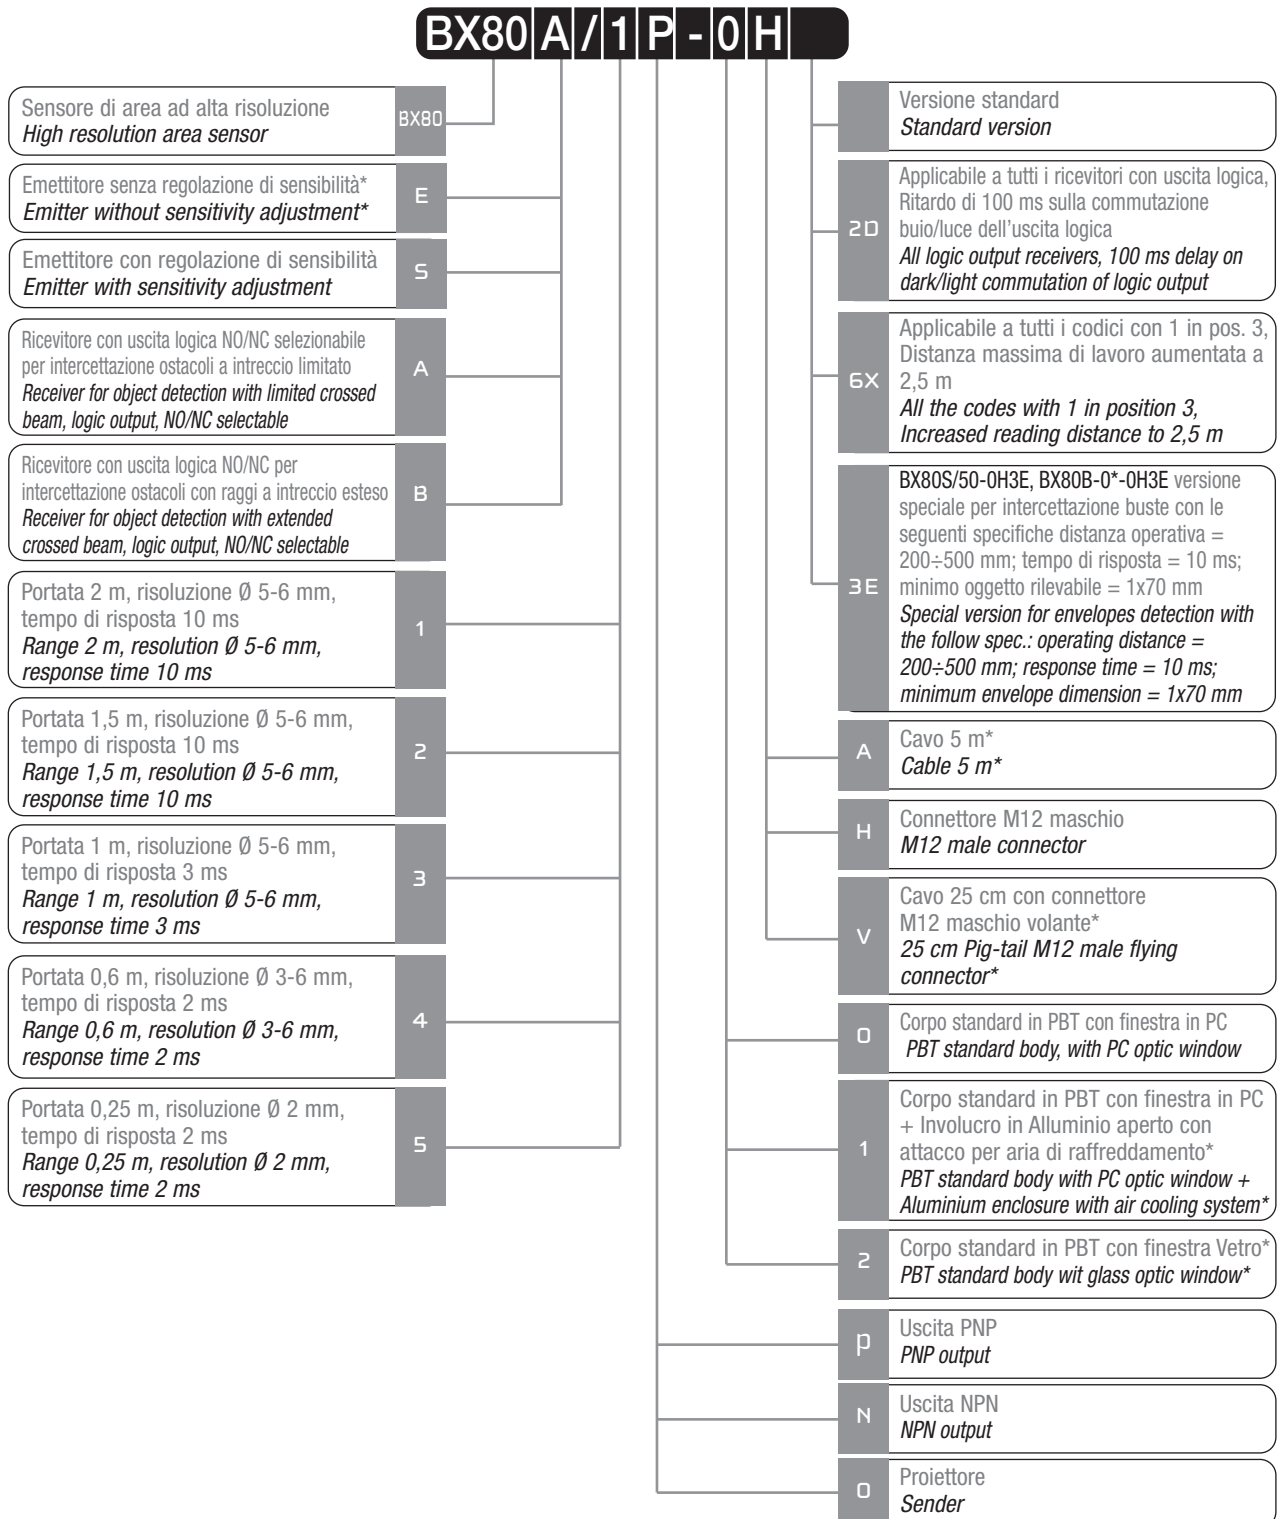 BX80A/1P-0H
Sensore di area ad alta risoluzione
High resolution area sensor
BX80
Emettitore senza regolazione di sensibilità*
Emitter without sensitivity adjustment*
E
Emettitore con regolazione di sensibilità
Emitter with sensitivity adjustment
S
Ricevitore con uscita logica NO/NC selezionabile
per intercettazione ostacoli a intreccio limitato
Receiver for object detection with limited crossed
beam, logic output, NO/NC selectable
A
Ricevitore con uscita logica NO/NC per
intercettazione ostacoli con raggi a intreccio esteso
Receiver for object detection with extended
crossed beam, logic output, NO/NC selectable
B
Portata 2 m, risoluzione Ø 5-6 mm,
tempo di risposta 10 ms
Range 2 m, resolution Ø 5-6 mm,
response time 10 ms
1
Portata 1,5 m, risoluzione Ø 5-6 mm,
tempo di risposta 10 ms
Range 1,5 m, resolution Ø 5-6 mm,
response time 10 ms
2
Portata 1 m, risoluzione Ø 5-6 mm,
tempo di risposta 3 ms
Range 1 m, resolution Ø 5-6 mm,
response time 3 ms
3
Portata 0,6 m, risoluzione Ø 3-6 mm,
tempo di risposta 2 ms
Range 0,6 m, resolution Ø 3-6 mm,
response time 2 ms
4
Portata 0,25 m, risoluzione Ø 2 mm,
tempo di risposta 2 ms
Range 0,25 m, resolution Ø 2 mm,
response time 2 ms
5
Versione standard
Standard version
2D
Applicabile a tutti i ricevitori con uscita logica,
Ritardo di 100 ms sulla commutazione
buio/luce dell'uscita logica
All logic output receivers, 100 ms delay on
dark/light commutation of logic output
6X
Applicabile a tutti i codici con 1 in pos. 3,
Distanza massima di lavoro aumentata a
2,5 m
All the codes with 1 in position 3,
Increased reading distance to 2,5 m
3E
BX80S/50-0H3E, BX80B-0*-0H3E versione
speciale per intercettazione buste con le
seguenti specifiche distanza operativa =
200÷500 mm; tempo di risposta = 10 ms;
minimo oggetto rilevabile = 1x70 mm
Special version for envelopes detection with
the follow spec.: operating distance =
200÷500 mm; response time = 10 ms;
minimum envelope dimension = 1x70 mm
A
Cavo 5 m*
Cable 5 m*
H
Connettore M12 maschio
M12 male connector
V
Cavo 25 cm con connettore
M12 maschio volante*
25 cm Pig-tail M12 male flying
connector*
0
Corpo standard in PBT con finestra in PC
PBT standard body, with PC optic window
1
Corpo standard in PBT con finestra in PC
+ Involucro in Alluminio aperto con
attacco per aria di raffreddamento*
PBT standard body with PC optic window +
Aluminium enclosure with air cooling system*
2
Corpo standard in PBT con finestra Vetro*
PBT standard body wit glass optic window*
P
Uscita PNP
PNP output
N
Uscita NPN
NPN output
0
Proiettore
Sender